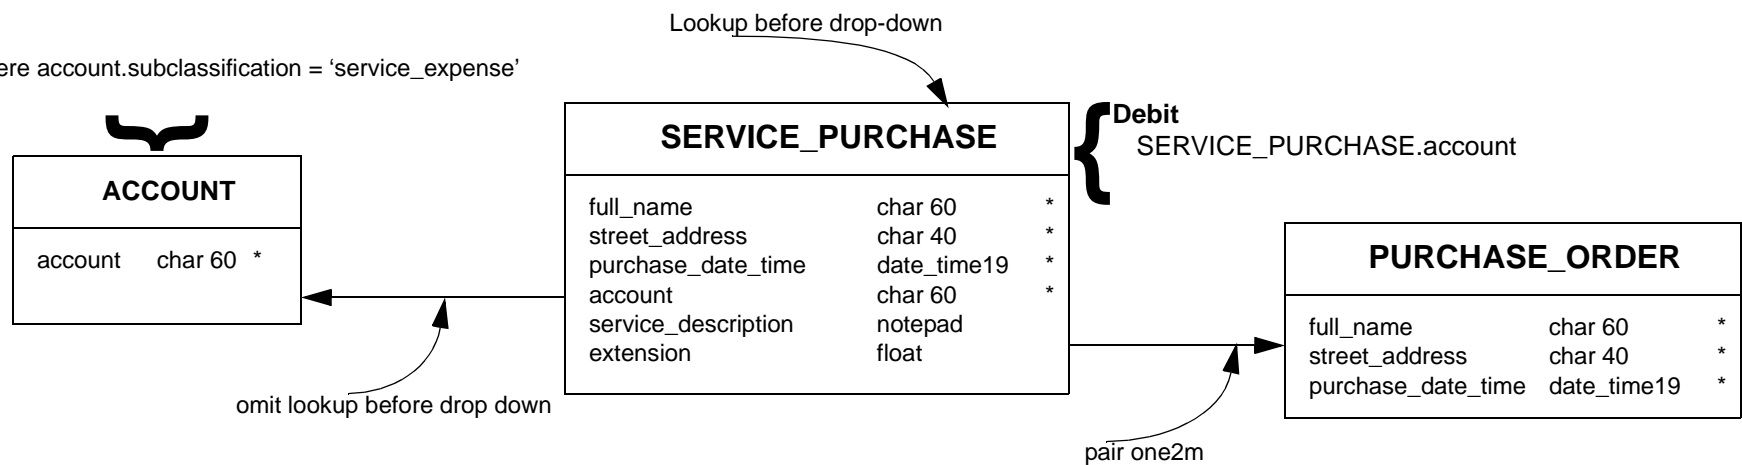 Lookup before drop-down
ere account.subclassification = ‘service_expense’
ACCOUNT
account char 60 *
SERVICE_PURCHASE
full_name char 60 *
street_address char 40 *
purchase_date_time date_time19 *
account char 60 *
service_description notepad
extension float
Debit
SERVICE_PURCHASE.account
PURCHASE_ORDER
full_name char 60 *
street_address char 40 *
purchase_date_time date_time19 *
omit lookup before drop down
pair one2m